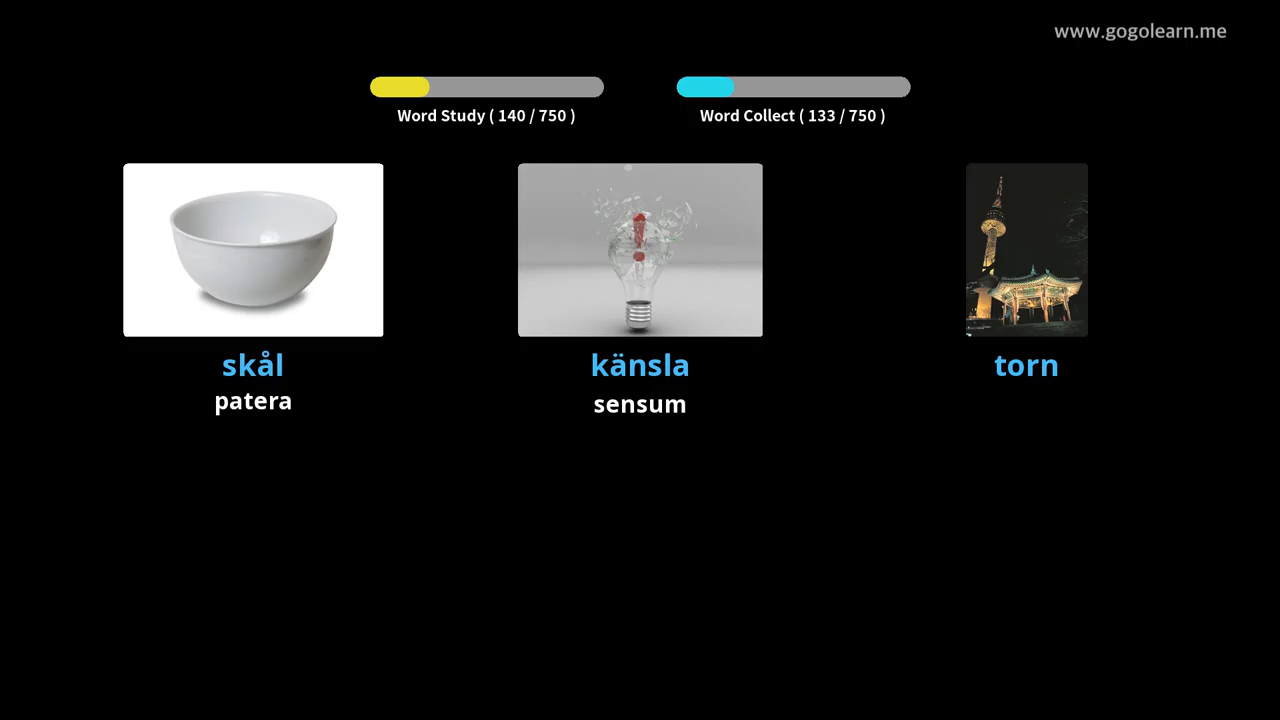 www.gogolearn.me
Word Study ( 140 / 750 )
Word Collect ( 133 / 750 )
skål
känsla
torn
patera
sensum